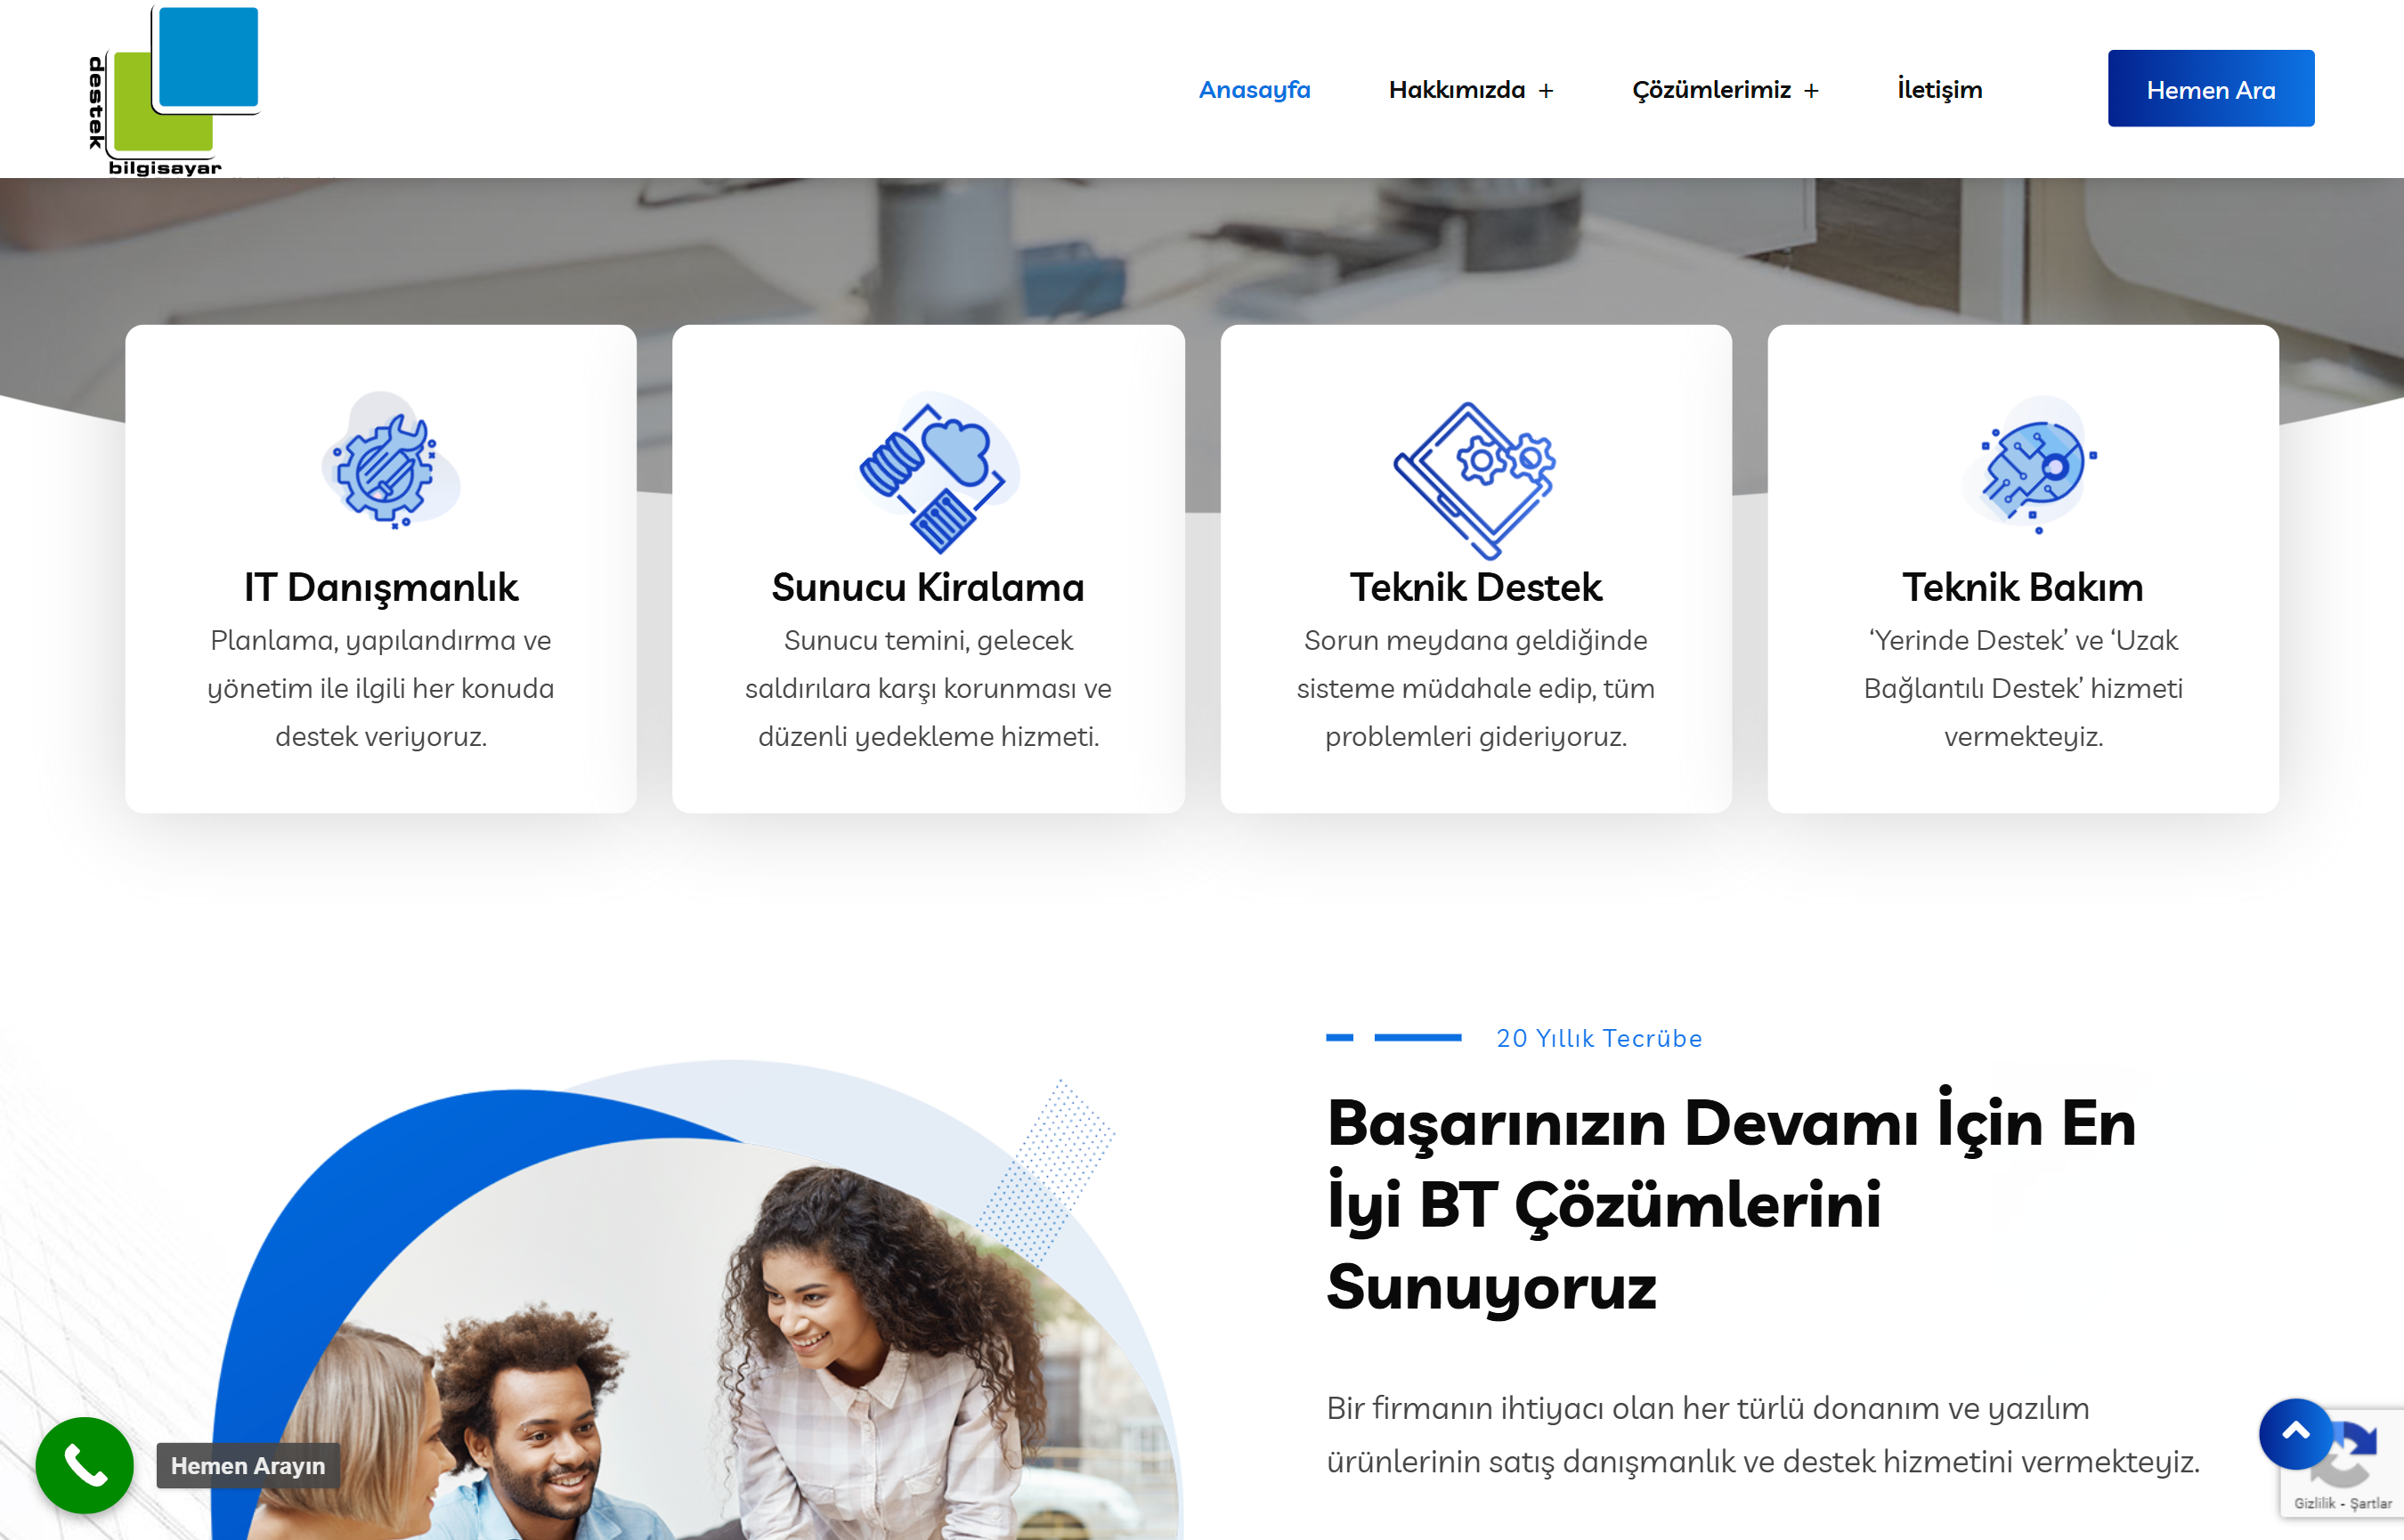 destek
bilgisayar
Anasayfa
Hakkımızda +
Çözümlerimiz +
İletişim
Hemen Ara
IT Danışmanlık
Planlama, yapılandırma ve
yönetim ile ilgili her konuda
destek veriyoruz.
Sunucu Kiralama
Sunucu temini, gelecek
saldırılara karşı korunması ve
düzenli yedekleme hizmeti.
Teknik Destek
Sorun meydana geldiğinde
sisteme müdahale edip, tüm
problemleri gideriyoruz.
Teknik Bakım
‘Yerinde Destek’ ve ‘Uzak
Bağlantılı Destek’ hizmeti
vermekteyiz.
20 Yıllık Tecrübe
Başarınızın Devamı İçin En
İyi BT Çözümlerini
Sunuyoruz
Bir firmanın ihtiyacı olan her türlü donanım ve yazılım
ürünlerinin satış danışmanlık ve destek hizmetini vermekteyiz.
Hemen Arayın
Gizlilik - Şartlar